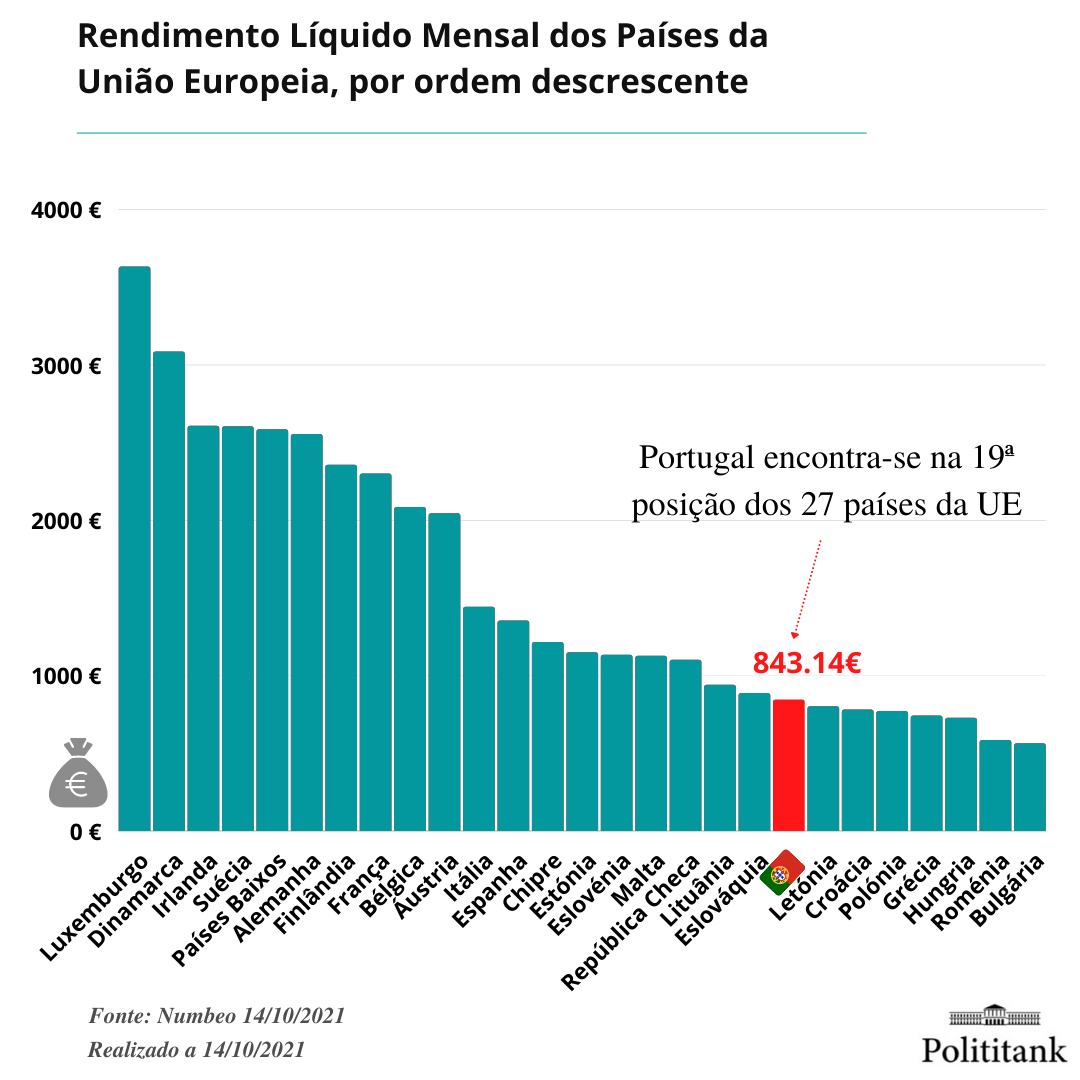 Rendimento Líquido Mensal dos Países da
União Europeia, por ordem descrescente
4000 €
3000 €
2000 €
1000 €
0 €
Portugal encontra-se na 19ª
posição dos 27 países da UE
843.14€
€
Luxemburgo
Dinamarca
Irlanda
Suécia
Países Baixos
Alemanha
Finlândia
França
Bélgica
Áustria
Itália
Espanha
Chipre
Estónia
Eslovénia
Malta
República Checa
Lituânia
Eslováquia
Letónia
Croácia
Polónia
Grécia
Hungria
Roménia
Bulgária
Fonte: Numbeo 14/10/2021
Realizado a 14/10/2021
Polititank